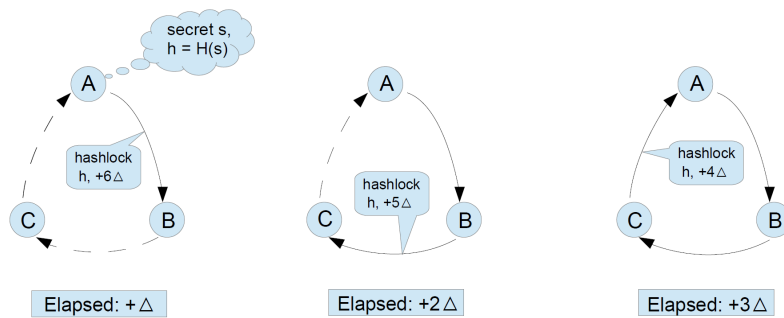 secret s,
h = H(s)
A
hashlock
h, +6△
C
B
Elapsed: +△
A
hashlock
h, +5△
C
B
Elapsed: +2△
A
hashlock
h, +4△
C
B
Elapsed: +3△